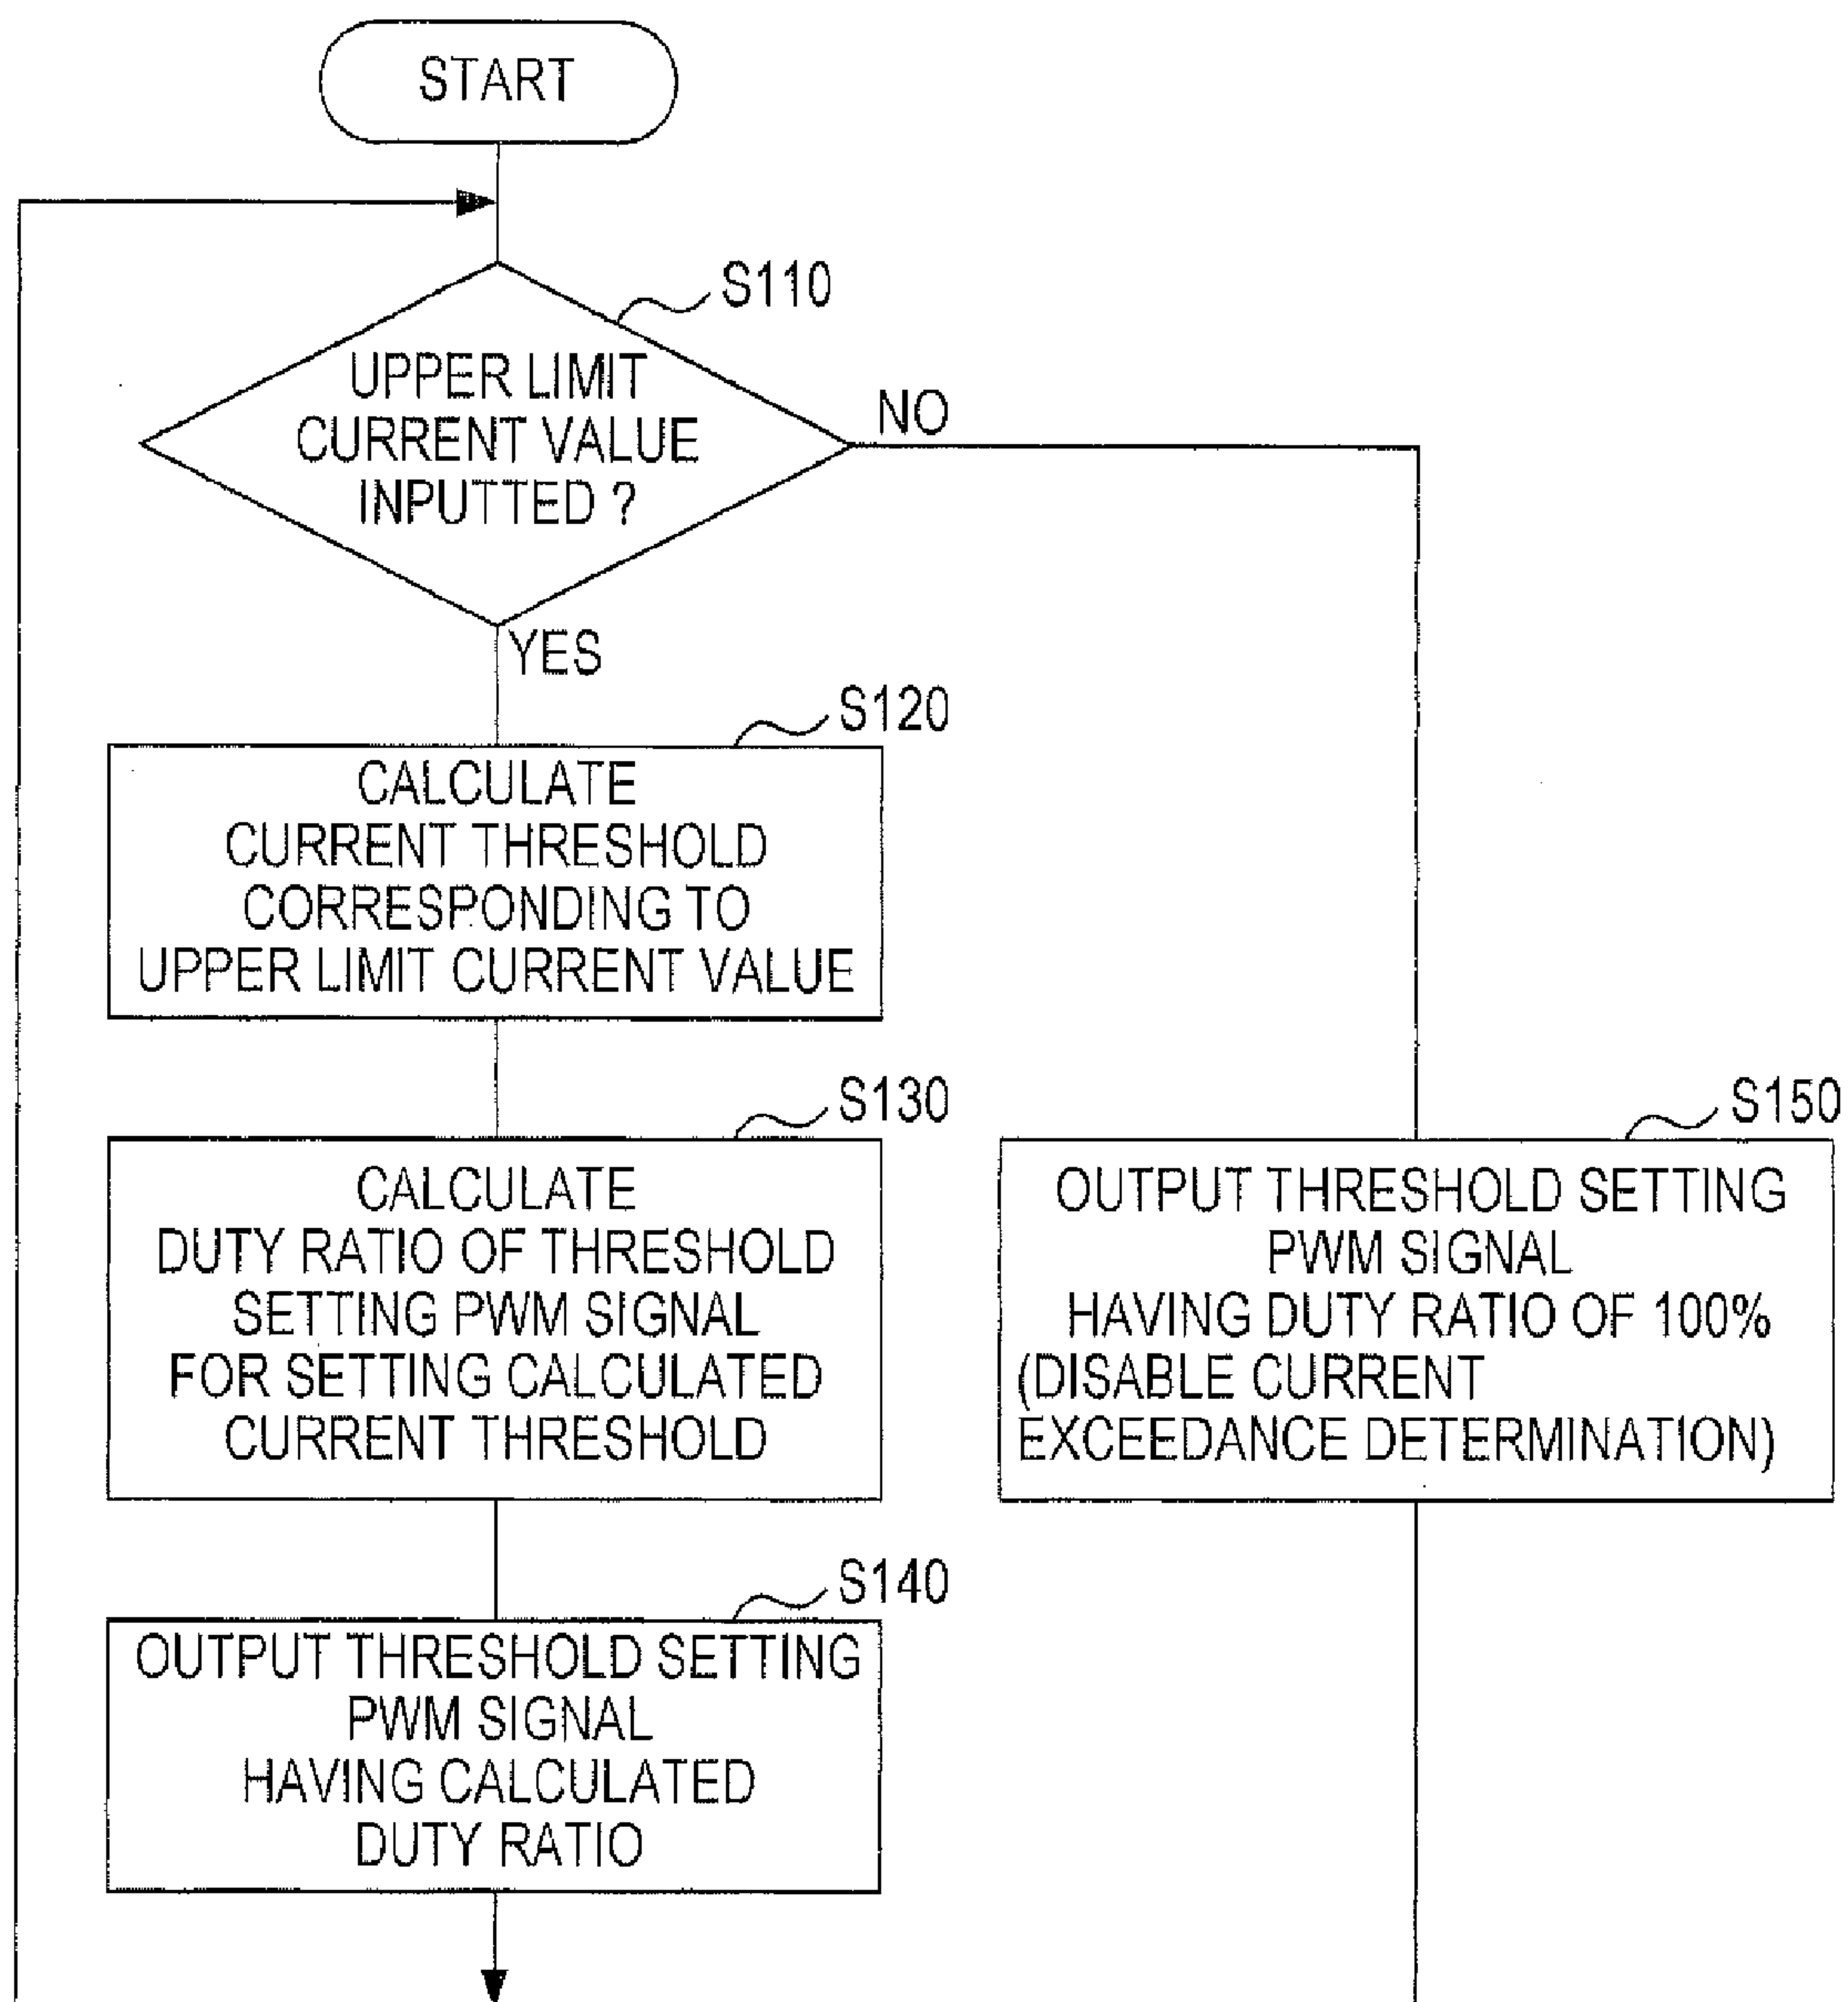 START
S110
UPPER LIMIT
CURRENT VALUE
INPUTTED ?
NO
YES
S120
CALCULATE
CURRENT THRESHOLD
CORRESPONDING TO
UPPER LIMIT CURRENT VALUE
S130
CALCULATE
DUTY RATIO OF THRESHOLD
SETTING PWM SIGNAL
FOR SETTING CALCULATED
CURRENT THRESHOLD
S150
OUTPUT THRESHOLD SETTING
PWM SIGNAL
HAVING DUTY RATIO OF 100%
(DISABLE CURRENT
EXCEEDANCE DETERMINATION)
S140
OUTPUT THRESHOLD SETTING
PWM SIGNAL
HAVING CALCULATED
DUTY RATIO